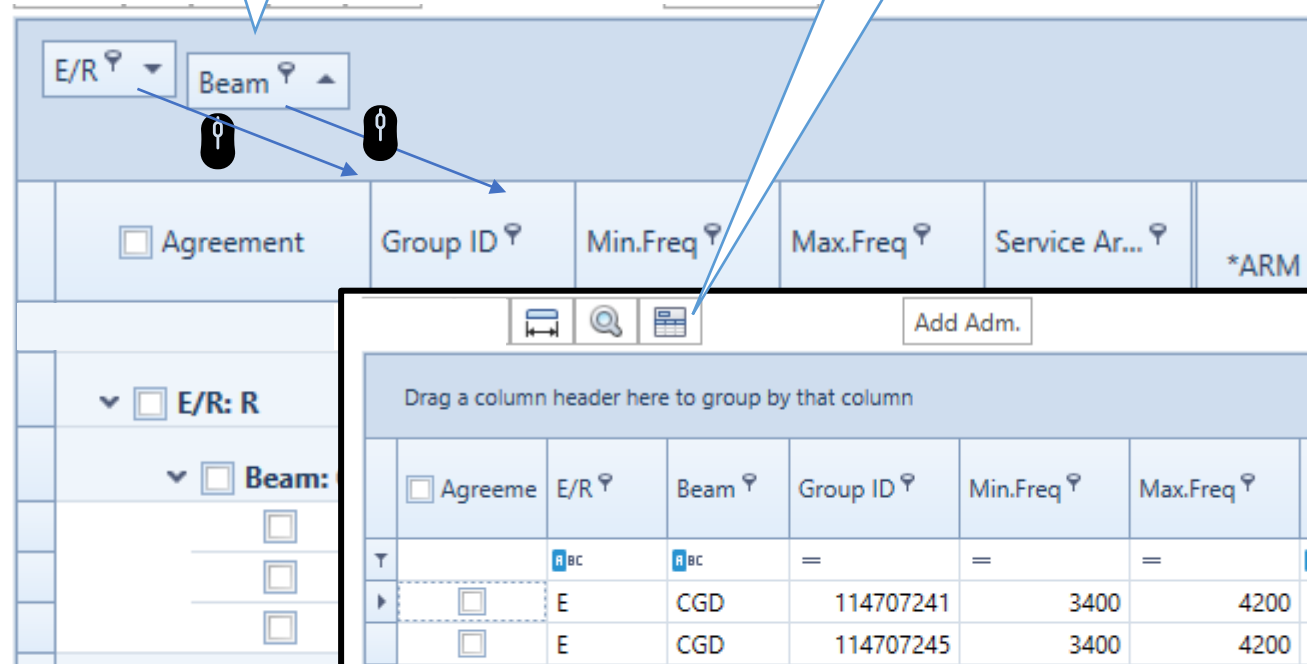 E/R
Beam
Agreement Group ID Min.Freq Max.Freq Service Ar... *ARM
Add Adm.
E/R: R
Drag a column header here to group by that column
Beam:
Agreeme E/R Beam Group ID Min.Freq Max.Freq
ABC ABC = = =
E CGD 114707241 3400 4200
E CGD 114707245 3400 4200